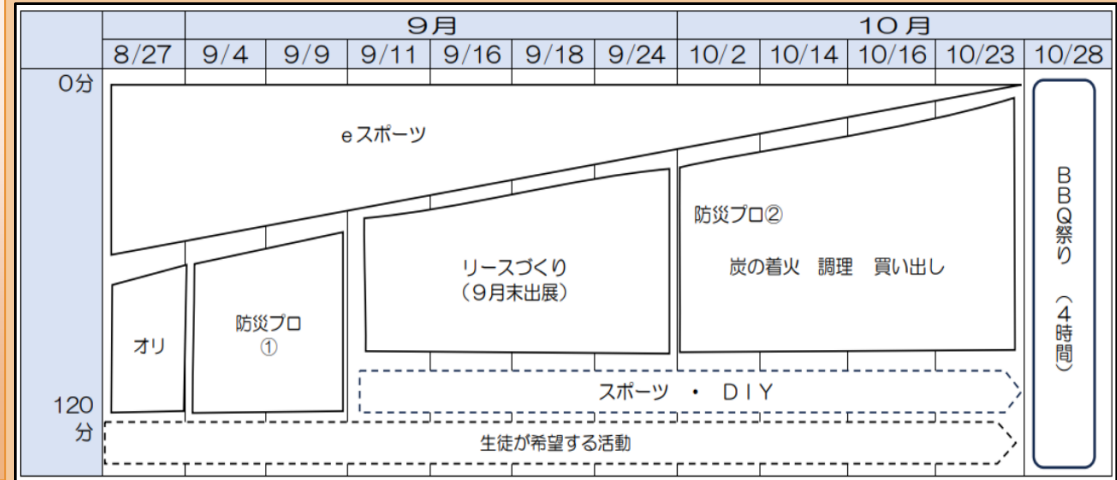 9月 10月
8/27 9/4 9/9 9/11 9/16 9/18 9/24 10/2 10/14 10/16 10/23 10/28
0分
eスポーツ
防災プロ②
炭の着火 調理 買い出し
リースづくり
(9月末出展)
防災プロ
①
オリ
BBQ祭り (4時間)
スポーツ ・ DIY
120
分
生徒が希望する活動